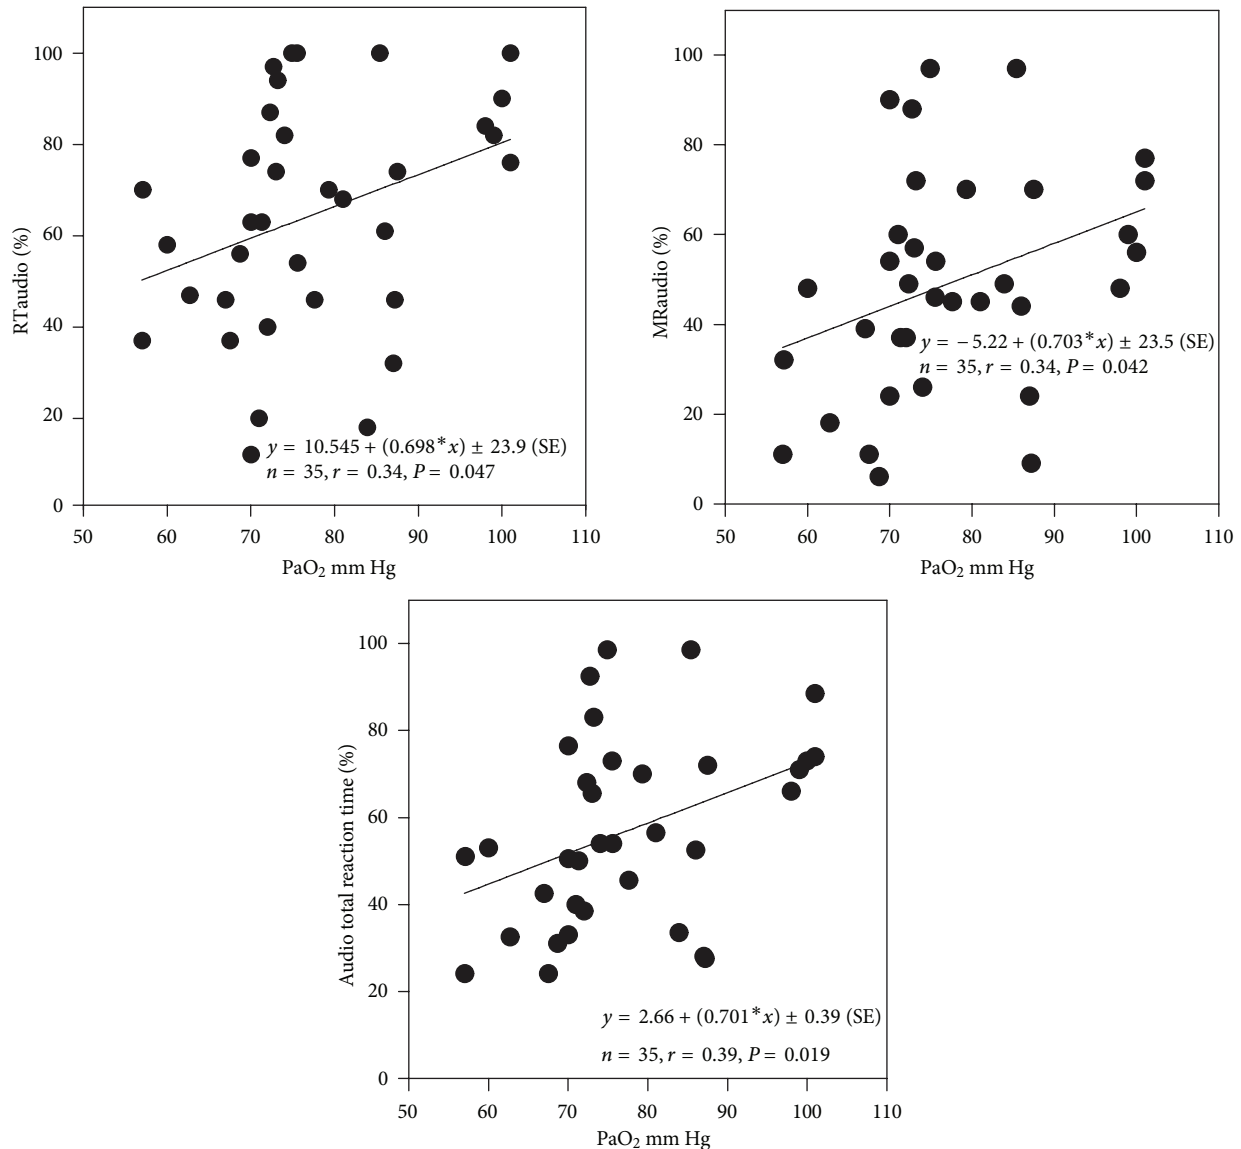 100
80
60
40
20
0
RTaudio (%)
y = 10.545 + (0.698*x) ± 23.9 (SE)
n = 35, r = 0.34, P = 0.047
50 60 70 80 90 100 110
PaO₂ mm Hg
100
80
60
40
20
0
MRaudio (%)
y = −5.22 + (0.703*x) ± 23.5 (SE)
n = 35, r = 0.34, P = 0.042
50 60 70 80 90 100 110
PaO₂ mm Hg
100
80
60
40
20
0
Audio total reaction time (%)
y = 2.66 + (0.701*x) ± 0.39 (SE)
n = 35, r = 0.39, P = 0.019
50 60 70 80 90 100 110
PaO₂ mm Hg